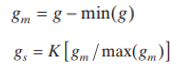 g_m = g − min(g)
g_s = K[g_m / max(g_m)]